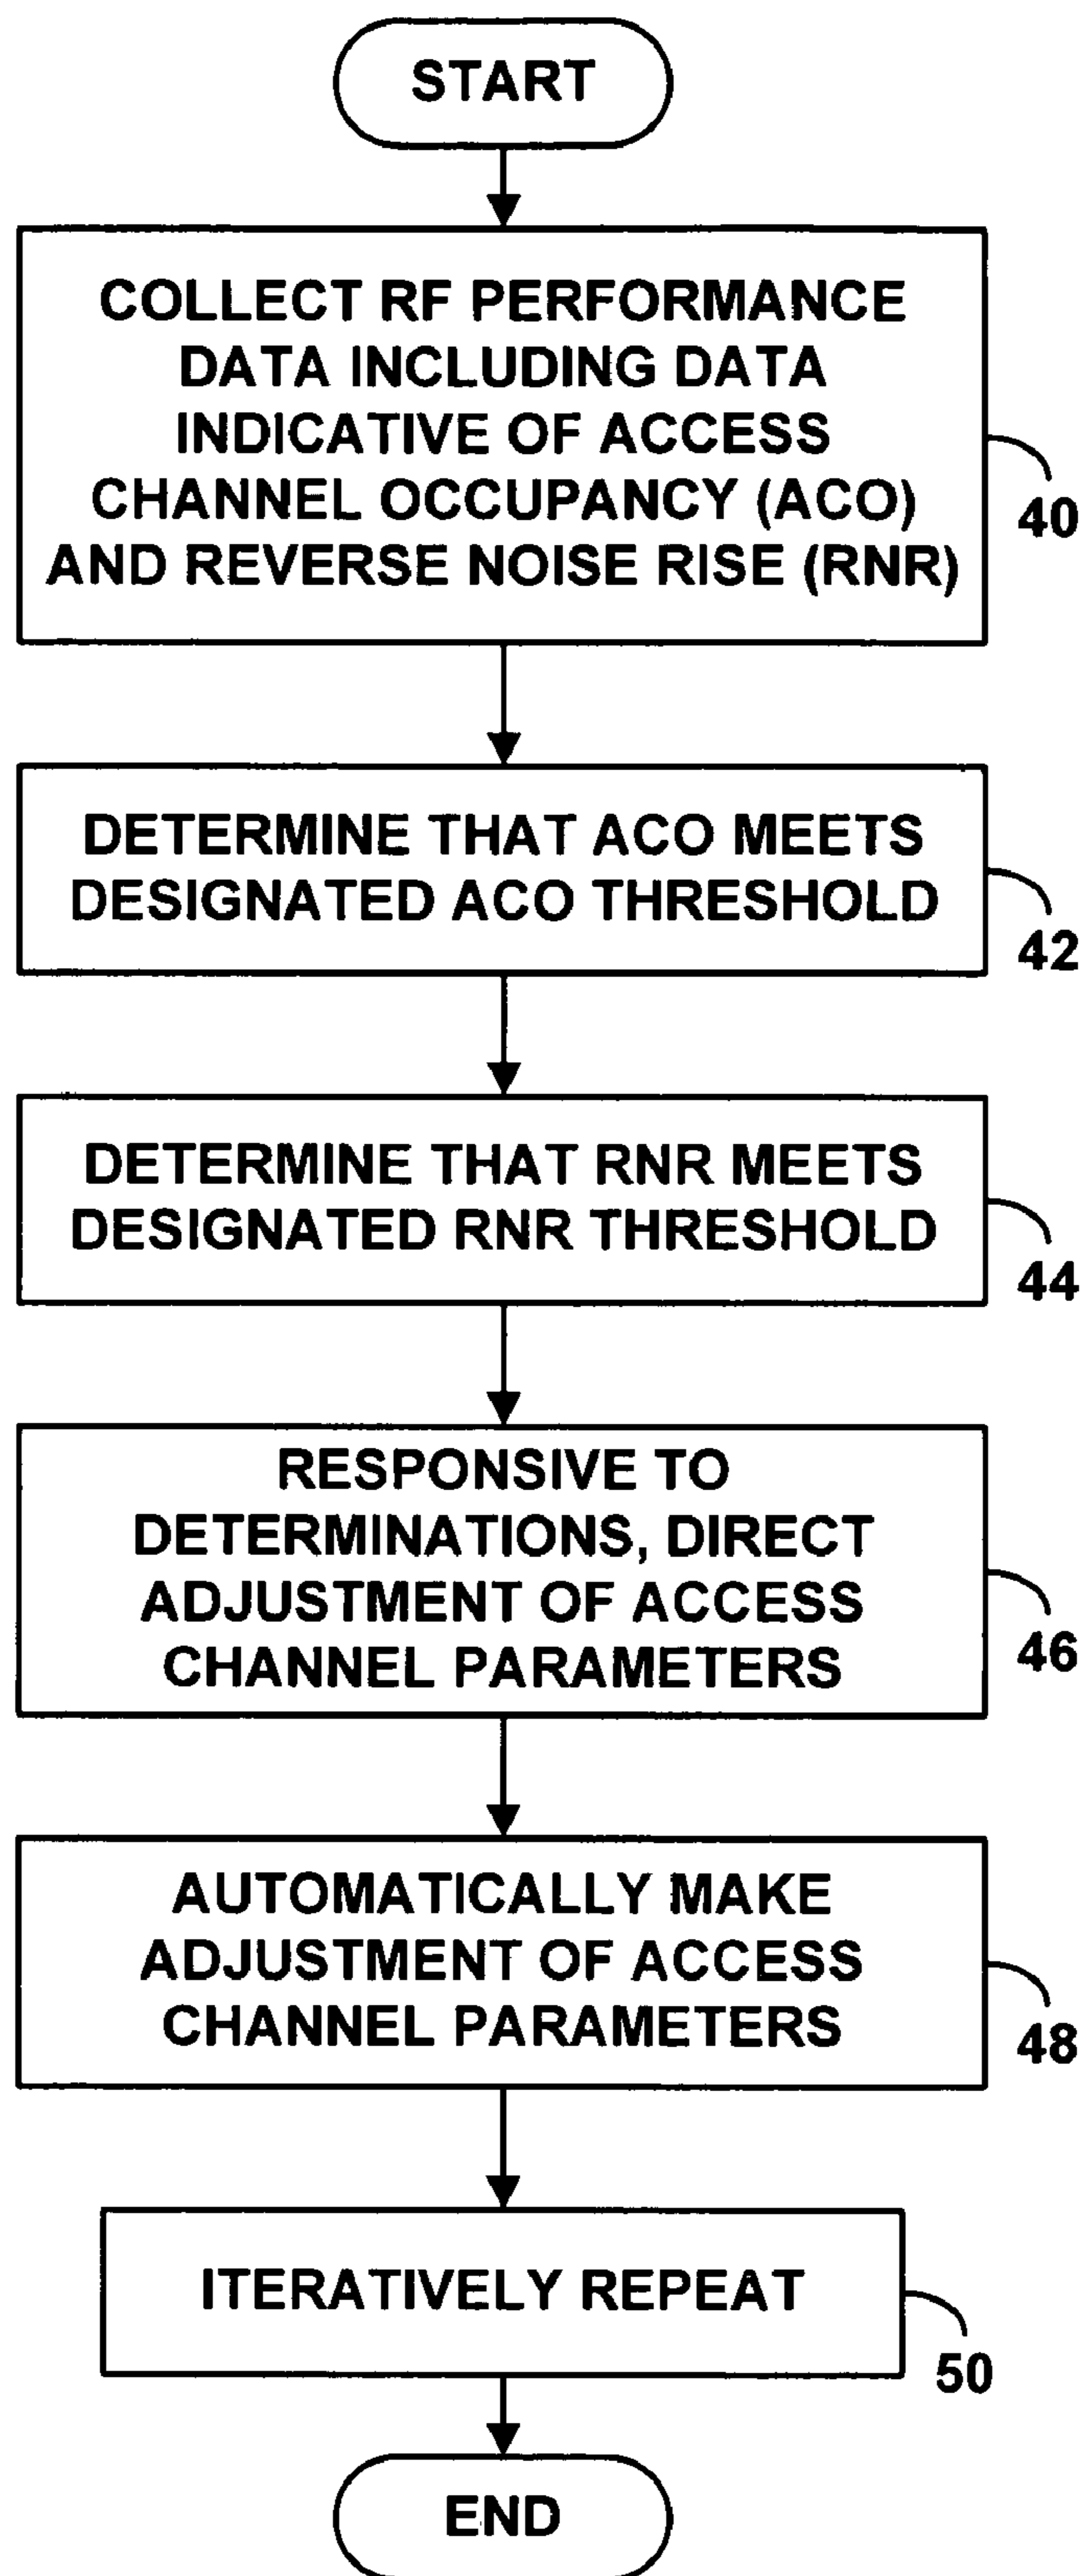 START
COLLECT RF PERFORMANCE
DATA INCLUDING DATA
INDICATIVE OF ACCESS
CHANNEL OCCUPANCY (ACO)
AND REVERSE NOISE RISE (RNR)
40
DETERMINE THAT ACO MEETS
DESIGNATED ACO THRESHOLD
42
DETERMINE THAT RNR MEETS
DESIGNATED RNR THRESHOLD
44
RESPONSIVE TO
DETERMINATIONS, DIRECT
ADJUSTMENT OF ACCESS
CHANNEL PARAMETERS
46
AUTOMATICALLY MAKE
ADJUSTMENT OF ACCESS
CHANNEL PARAMETERS
48
ITERATIVELY REPEAT
50
END